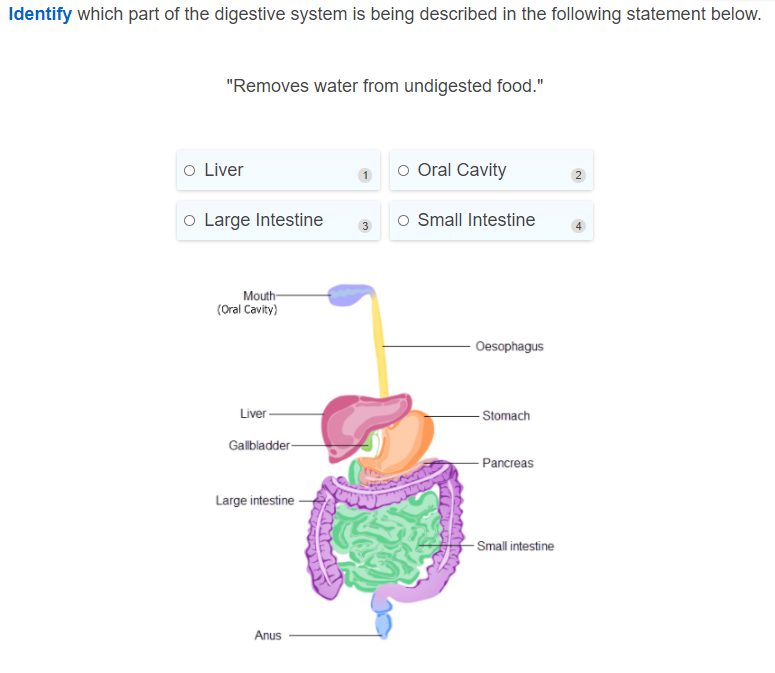 Identify which part of the digestive system is being described in the following statement below.
"Removes water from undigested food."
Liver 1
Oral Cavity 2
Large Intestine 3
Small Intestine 4
Mouth
(Oral Cavity)
Oesophagus
Liver
Stomach
Gallbladder
Pancreas
Large intestine
Small intestine
Anus